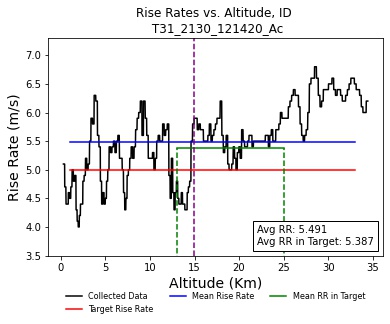 Rise Rates vs. Altitude, ID
T31_2130_121420_Ac
Rise Rate (m/s)
7.0
6.5
6.0
5.5
5.0
4.5
4.0
3.5
Avg RR: 5.491
Avg RR in Target: 5.387
0 5 10 15 20 25 30 35
Altitude (Km)
Collected Data Mean Rise Rate Mean RR in Target
Target Rise Rate